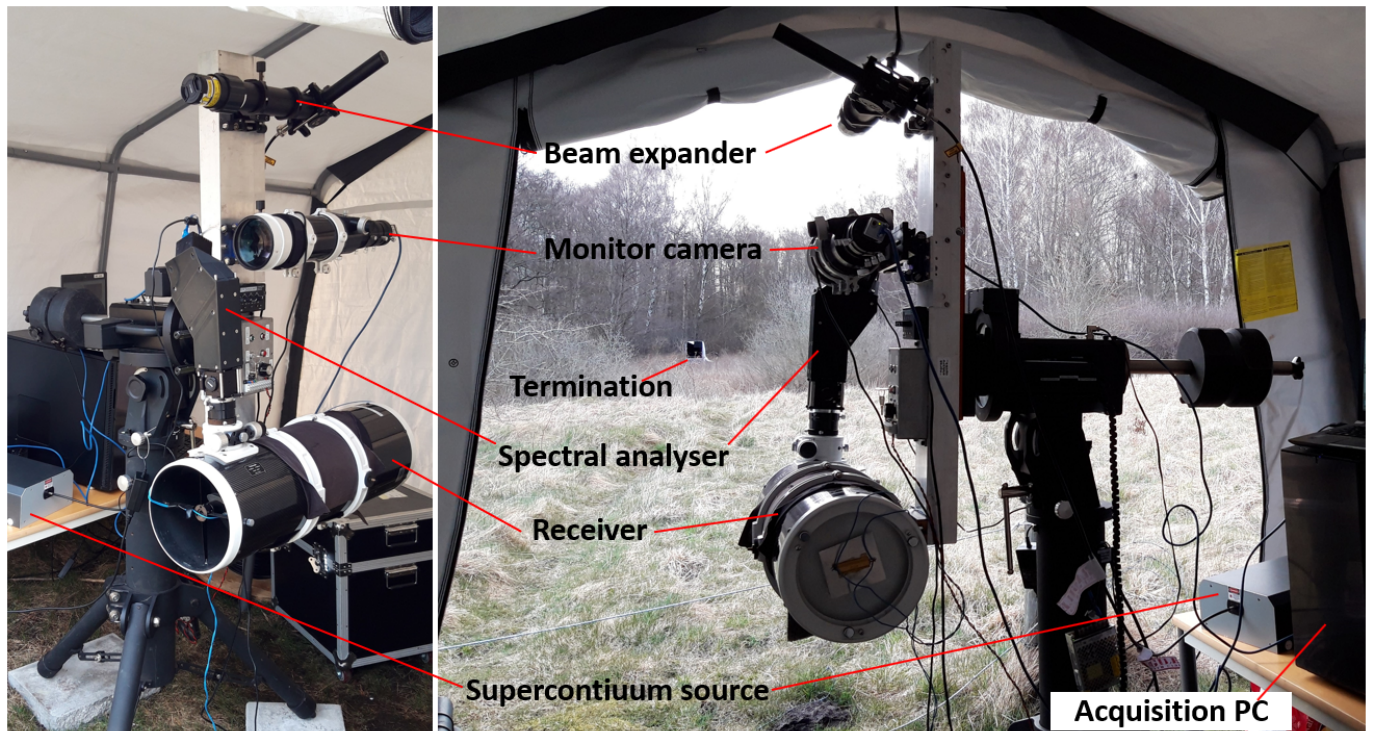 Beam expander
Monitor camera
Termination
Spectral analyser
Receiver
Supercontiuum source
Acquisition PC